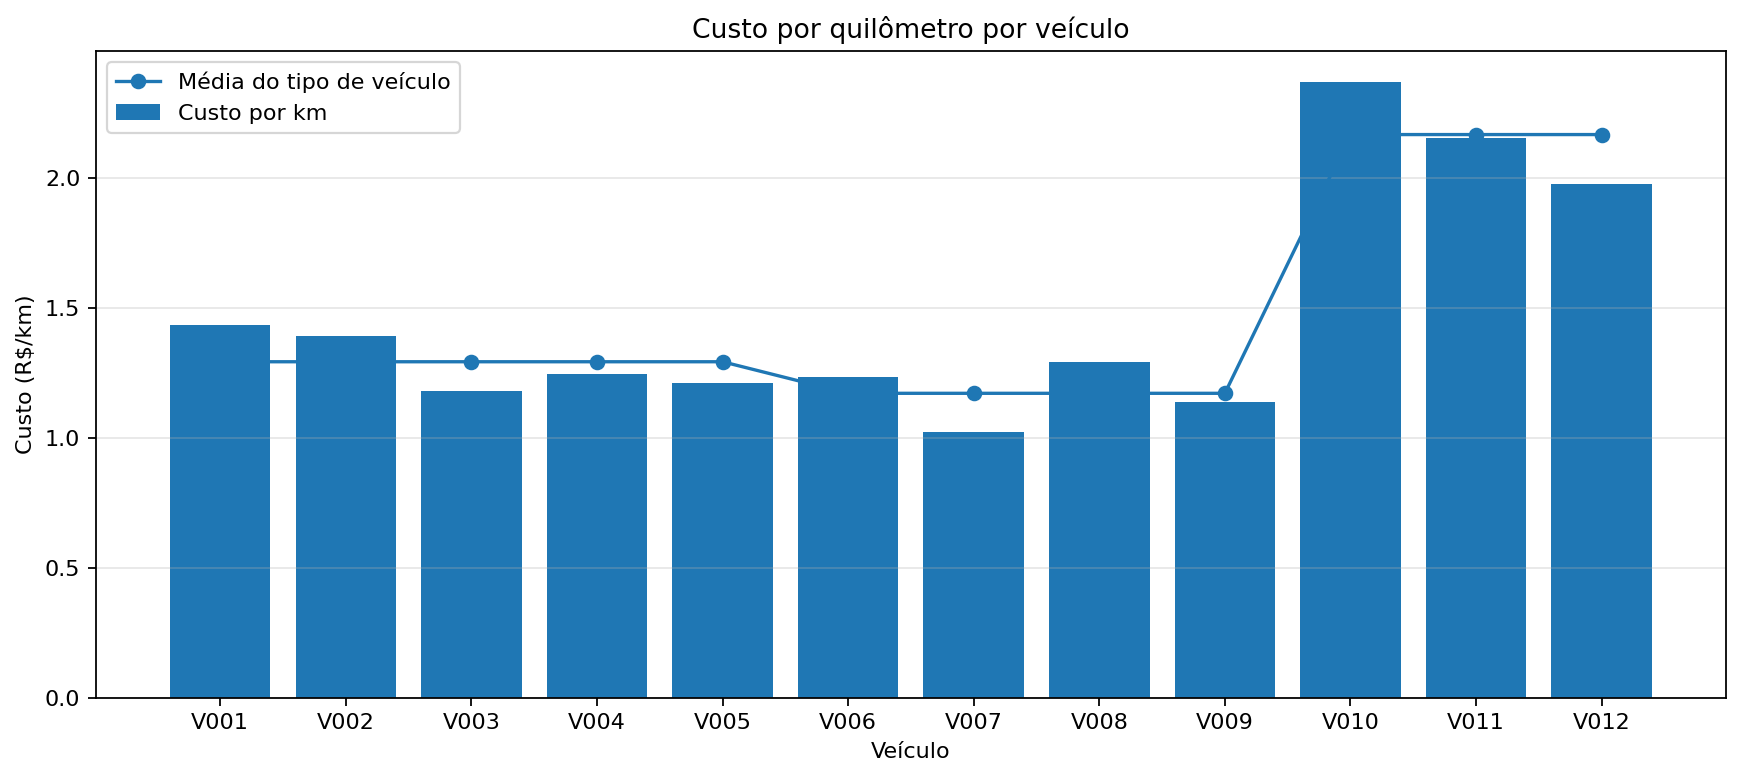 Custo por quilômetro por veículo
Média do tipo de veículo
Custo por km
Custo (R$/km)
2.0
1.5
1.0
0.5
0.0
V001 V002 V003 V004 V005 V006 V007 V008 V009 V010 V011 V012
Veículo